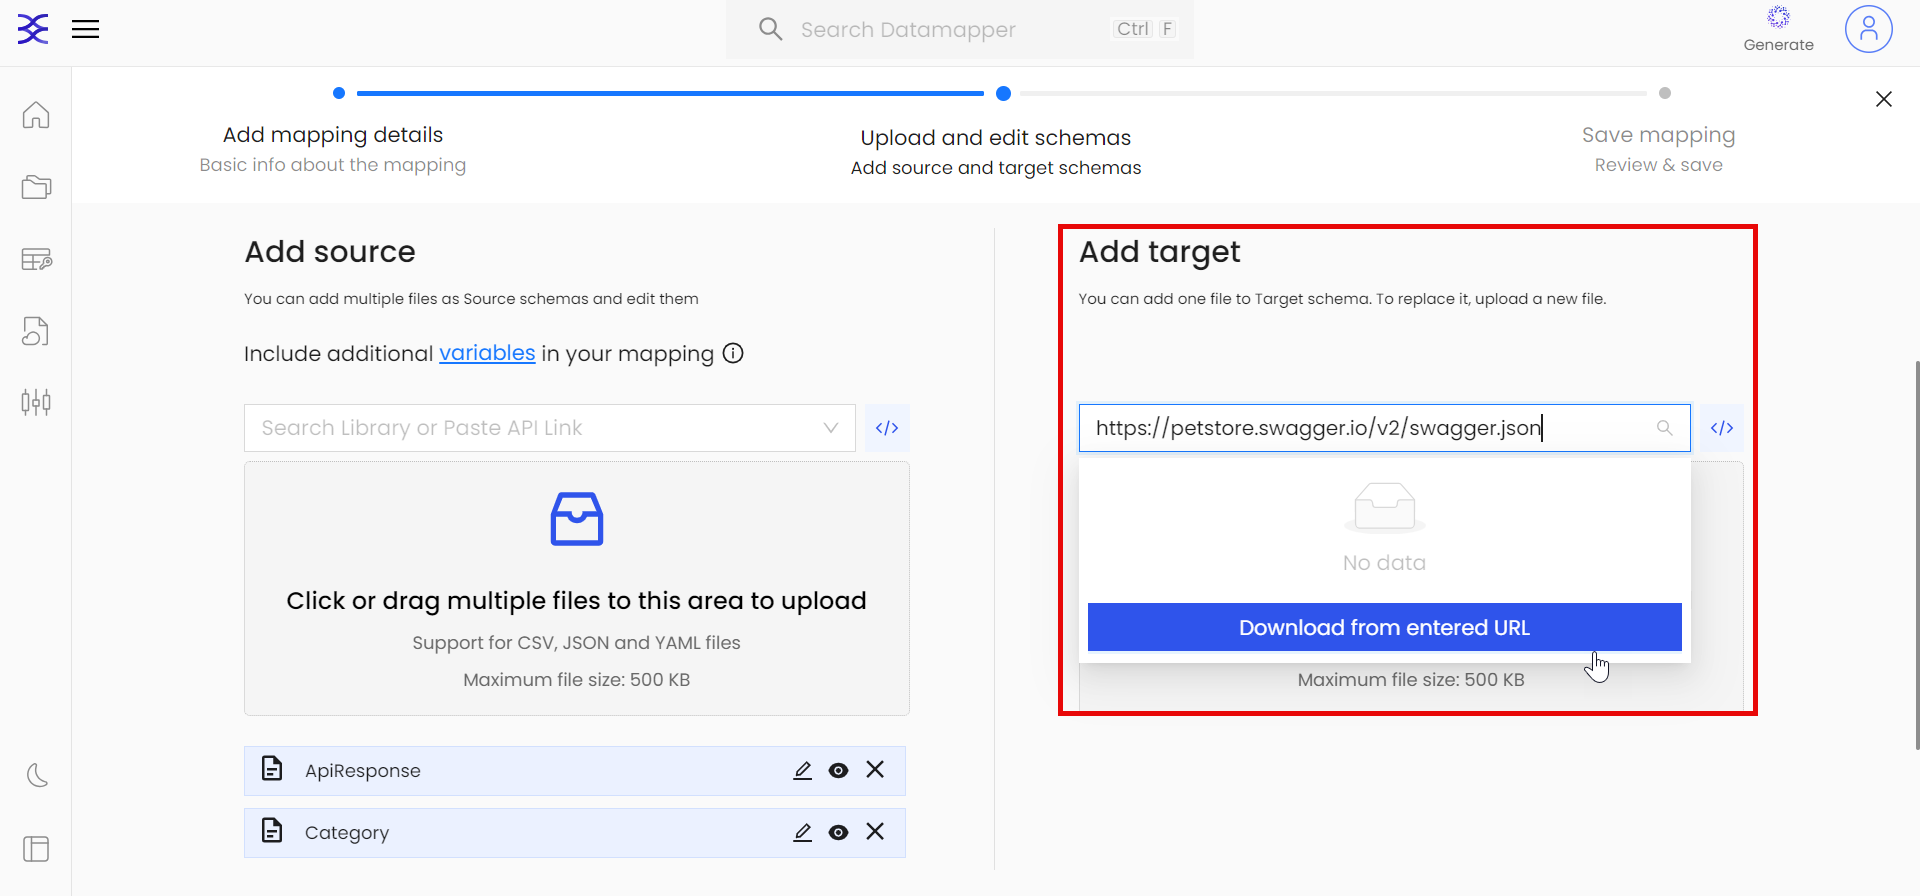 Search Datamapper Ctrl F
Generate
Add mapping details
Basic info about the mapping
Upload and edit schemas
Add source and target schemas
Save mapping
Review & save
Add source
You can add multiple files as Source schemas and edit them
Include additional variables in your mapping
Search Library or Paste API Link
</>
Click or drag multiple files to this area to upload
Support for CSV, JSON and YAML files
Maximum file size: 500 KB
ApiResponse
Category
Add target
You can add one file to Target schema. To replace it, upload a new file.
https://petstore.swagger.io/v2/swagger.json
</>
No data
Download from entered URL
Maximum file size: 500 KB